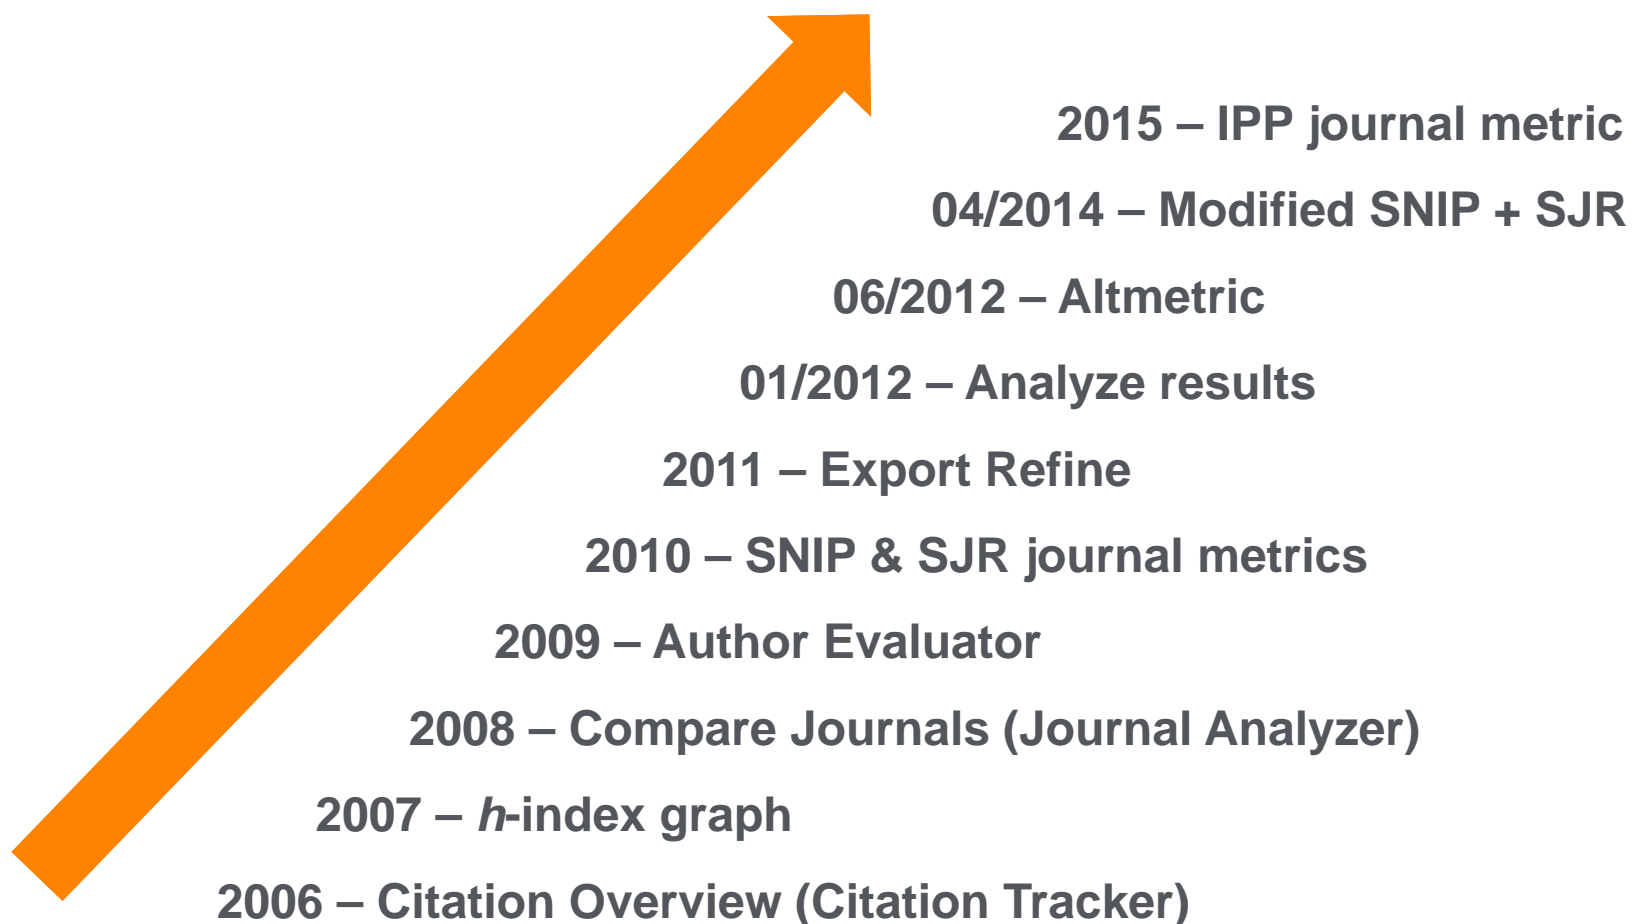 2015 – IPP journal metric
04/2014 – Modified SNIP + SJR
06/2012 – Altmetric
01/2012 – Analyze results
2011 – Export Refine
2010 – SNIP & SJR journal metrics
2009 – Author Evaluator
2008 – Compare Journals (Journal Analyzer)
2007 – h-index graph
2006 – Citation Overview (Citation Tracker)